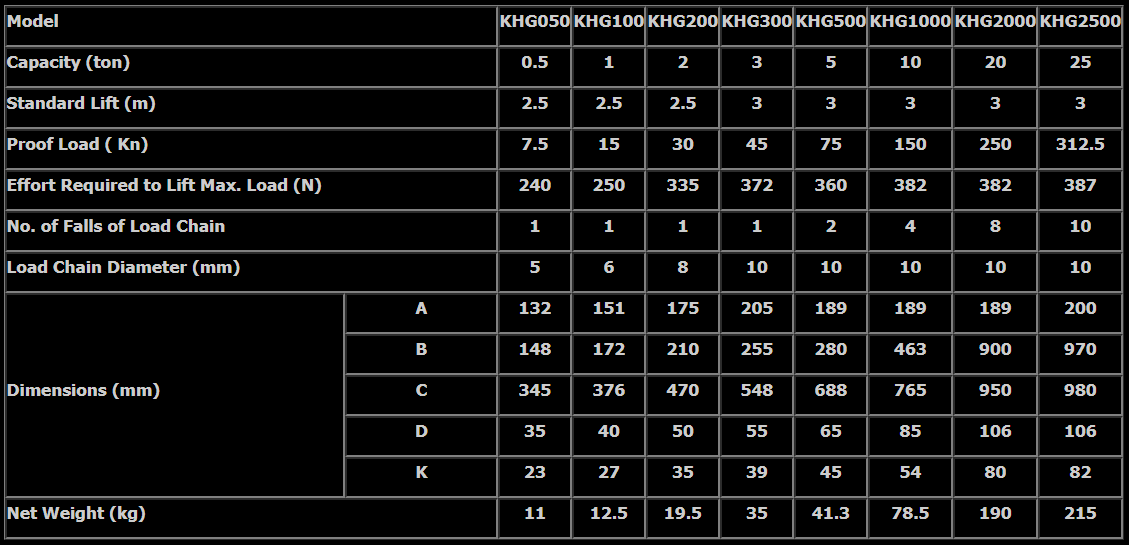 Model KHG050 KHG100 KHG200 KHG300 KHG500 KHG1000 KHG2000 KHG2500
Capacity (ton) 0.5 1 2 3 5 10 20 25
Standard Lift (m) 2.5 2.5 2.5 3 3 3 3 3
Proof Load ( Kn) 7.5 15 30 45 75 150 250 312.5
Effort Required to Lift Max. Load (N) 240 250 335 372 360 382 382 387
No. of Falls of Load Chain 1 1 1 1 2 4 8 10
Load Chain Diameter (mm) 5 6 8 10 10 10 10 10
A 132 151 175 205 189 189 189 200
B 148 172 210 255 280 463 900 970
Dimensions (mm) C 345 376 470 548 688 765 950 980
D 35 40 50 55 65 85 106 106
K 23 27 35 39 45 54 80 82
Net Weight (kg) 11 12.5 19.5 35 41.3 78.5 190 215